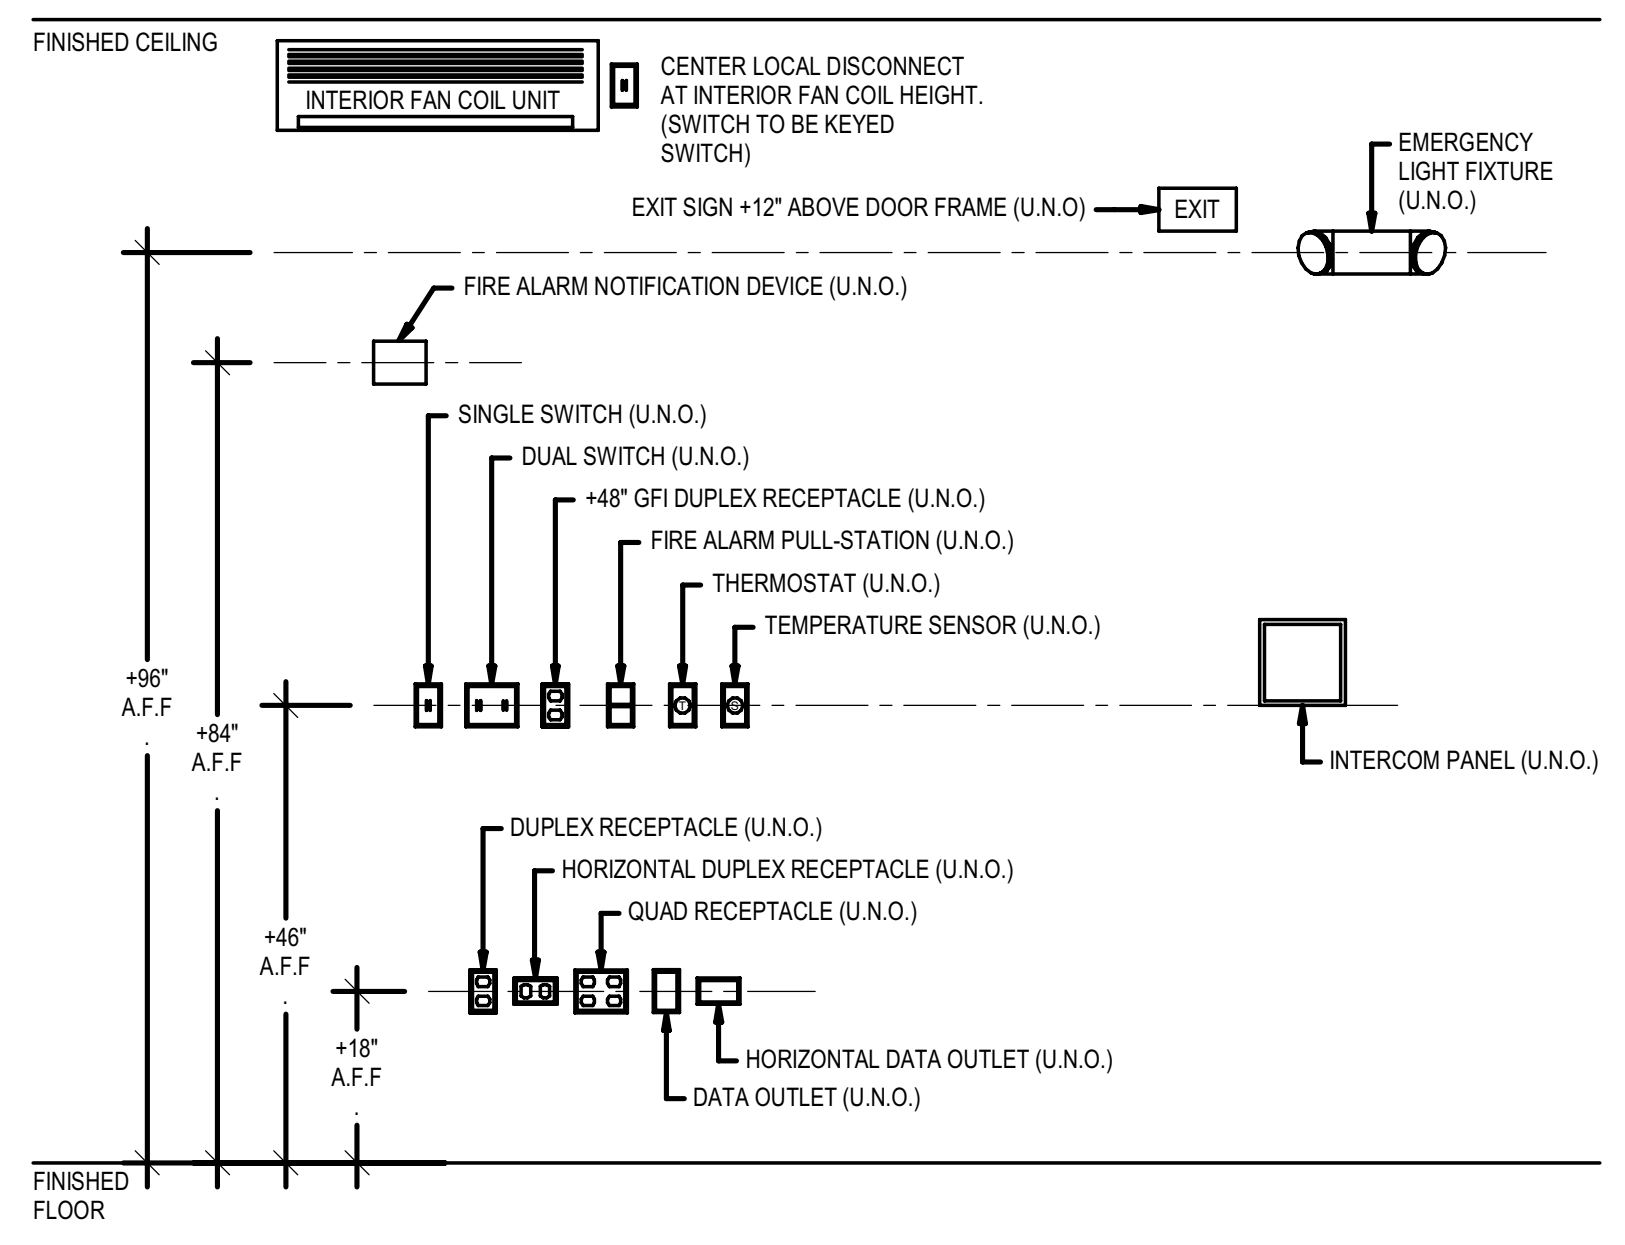 FINISHED CEILING
INTERIOR FAN COIL UNIT
CENTER LOCAL DISCONNECT
AT INTERIOR FAN COIL HEIGHT.
(SWITCH TO BE KEYED
SWITCH)
EMERGENCY
LIGHT FIXTURE
(U.N.O.)
EXIT SIGN +12" ABOVE DOOR FRAME (U.N.O)
EXIT
FIRE ALARM NOTIFICATION DEVICE (U.N.O.)
SINGLE SWITCH (U.N.O.)
DUAL SWITCH (U.N.O.)
+48" GFI DUPLEX RECEPTACLE (U.N.O.)
FIRE ALARM PULL-STATION (U.N.O.)
THERMOSTAT (U.N.O.)
TEMPERATURE SENSOR (U.N.O.)
T
S
+96"
A.F.F
.
+84"
A.F.F
.
INTERCOM PANEL (U.N.O.)
DUPLEX RECEPTACLE (U.N.O.)
HORIZONTAL DUPLEX RECEPTACLE (U.N.O.)
QUAD RECEPTACLE (U.N.O.)
+46"
A.F.F
.
+18"
A.F.F
.
HORIZONTAL DATA OUTLET (U.N.O.)
DATA OUTLET (U.N.O.)
FINISHED
FLOOR